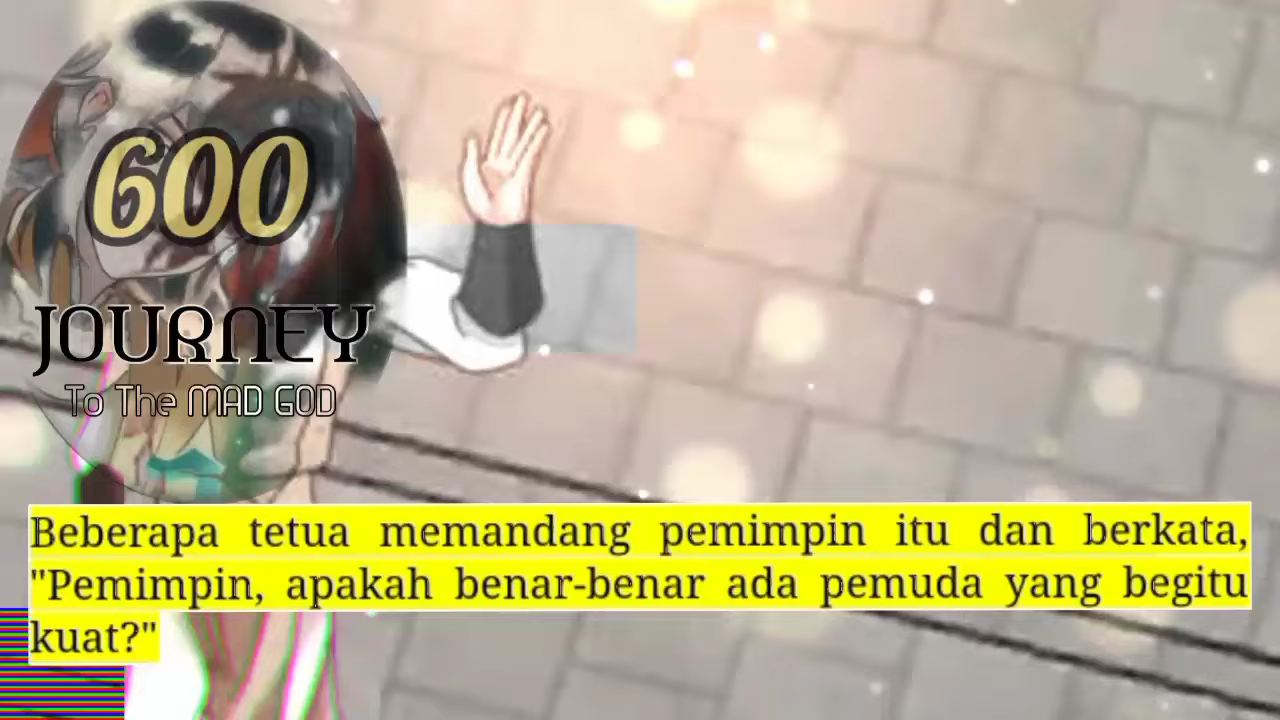 600
JOURNEY
To The MAD GOD
Beberapa tetua memandang pemimpin itu dan berkata,
"Pemimpin, apakah benar-benar ada pemuda yang begitu
kuat?"